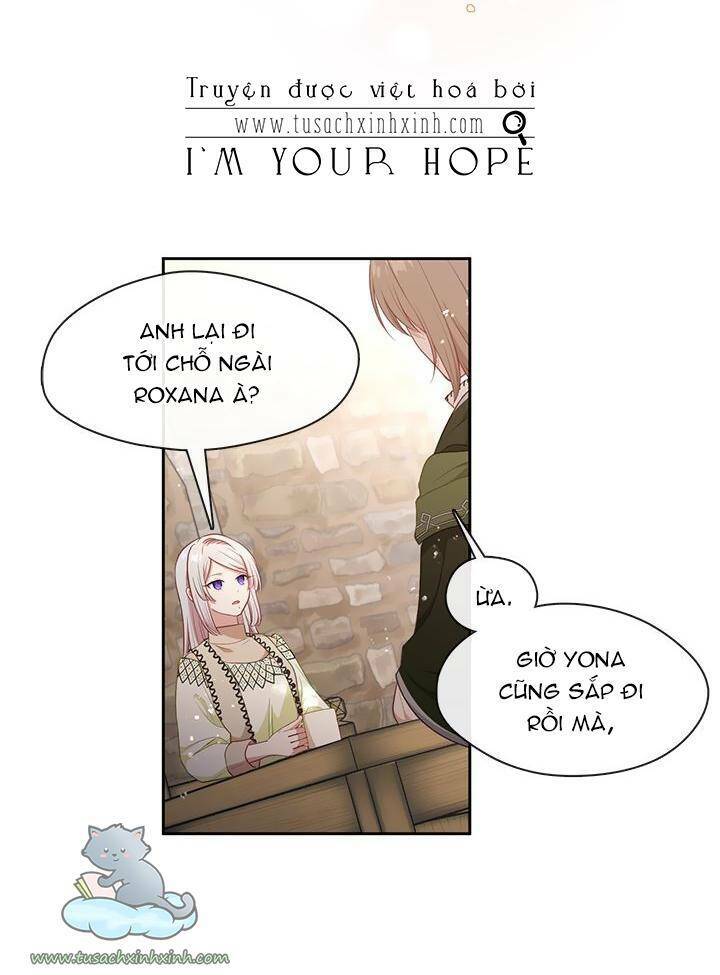 Truyện được việt hoá bởi
www.tusachxinhxinh.com
I'M YOUR HOPE
ANH LẠI ĐI
TỚI CHỖ NGÀI
ROXANA À?
ỪA.
GIỜ YONA
CŨNG SẮP ĐI
RỒI MÀ,
www.tusachxinhxinh.com